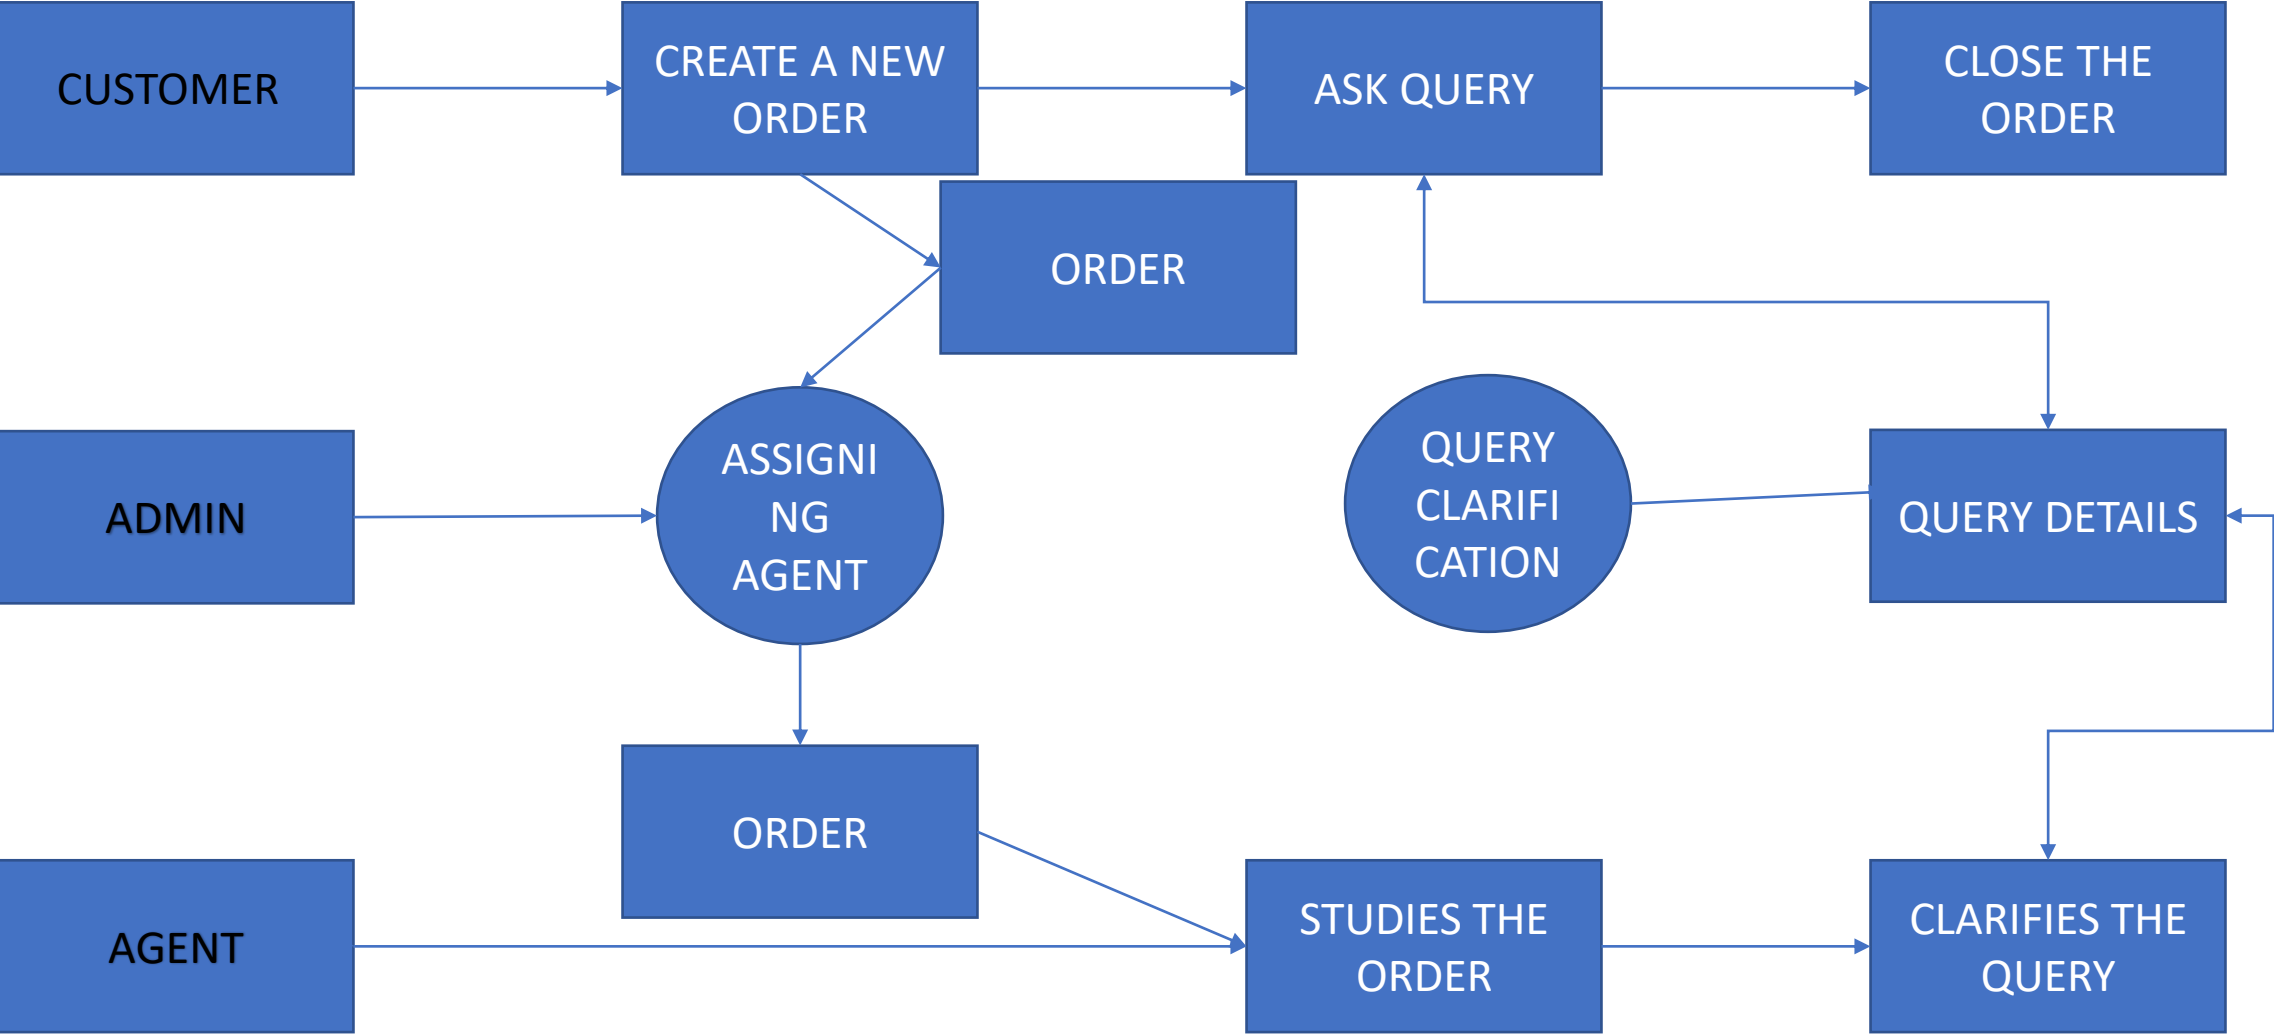 CUSTOMER
CREATE A NEW
ORDER
ASK QUERY
CLOSE THE
ORDER
ORDER
ADMIN
ASSIGNI
NG
AGENT
QUERY
CLARIFI
CATION
QUERY DETAILS
ORDER
AGENT
STUDIES THE
ORDER
CLARIFIES THE
QUERY